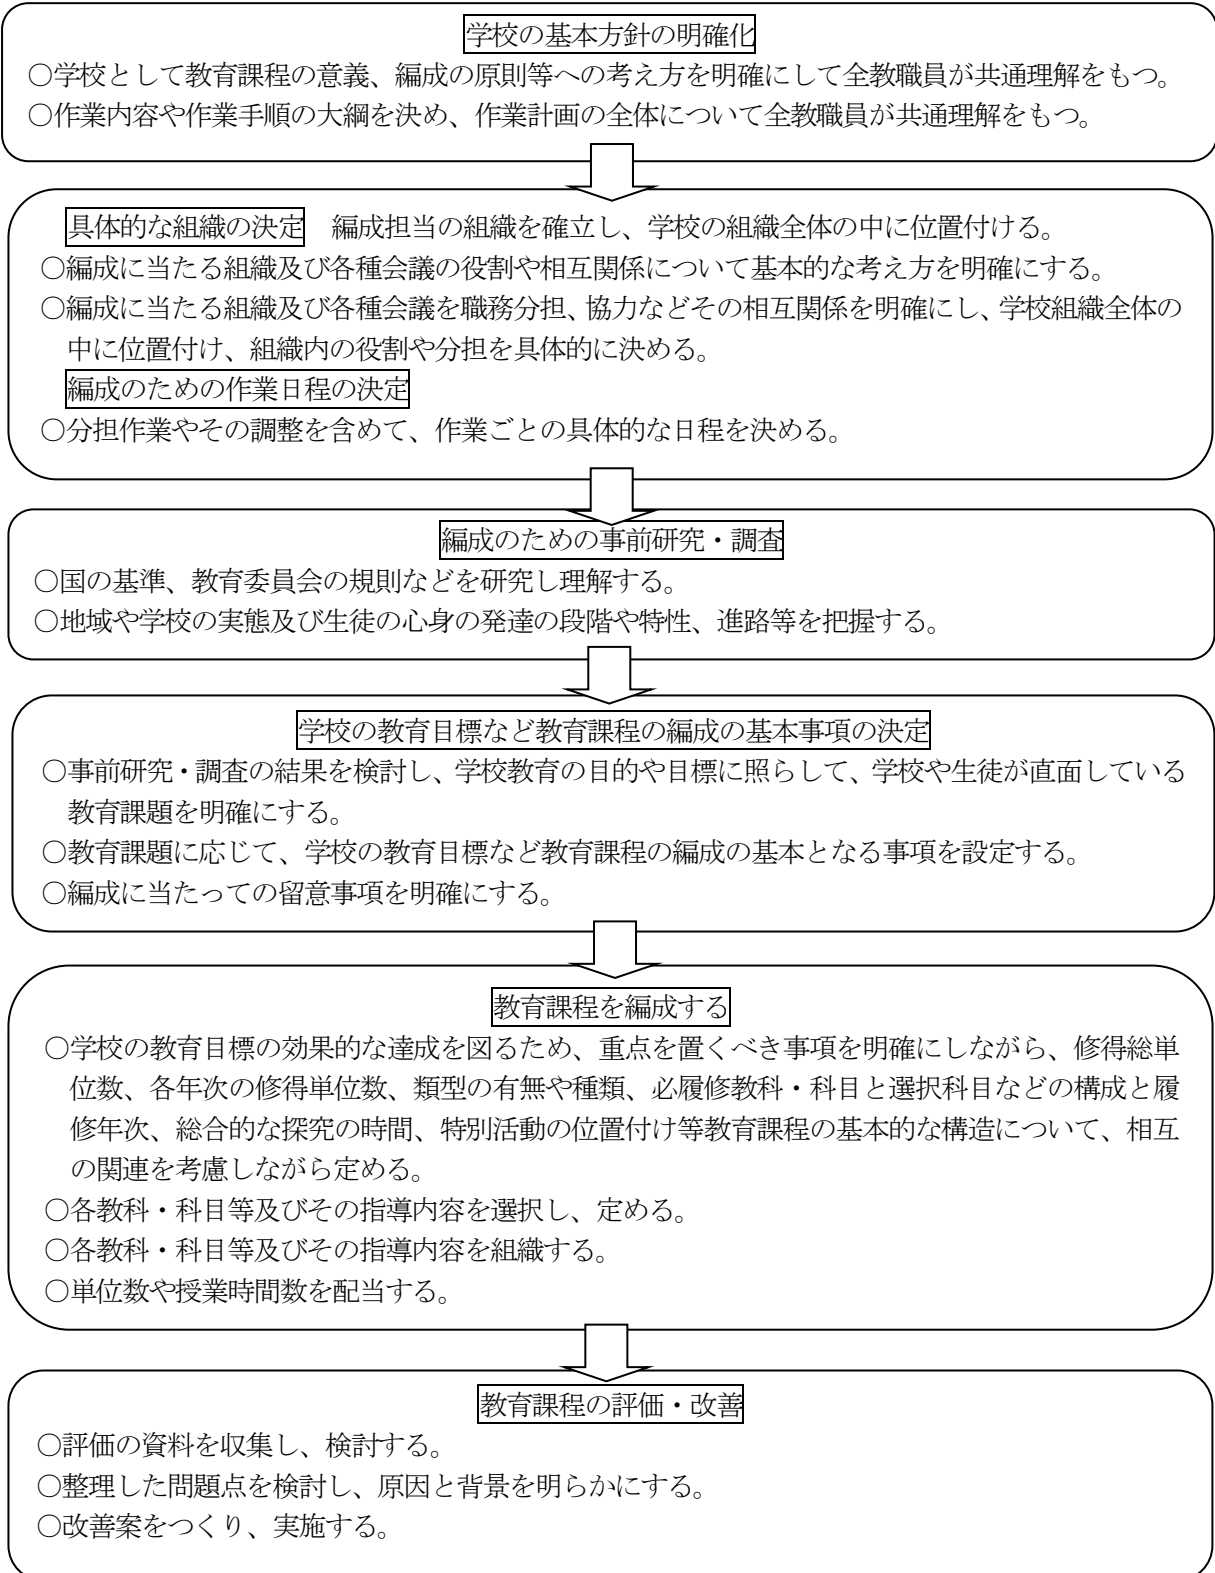 学校の基本方針の明確化
○学校として教育課程の意義、編成の原則等への考え方を明確にして全教職員が共通理解をもつ。
○作業内容や作業手順の大綱を決め、作業計画の全体について全教職員が共通理解をもつ。
具体的な組織の決定　編成担当の組織を確立し、学校の組織全体の中に位置付ける。
○編成に当たる組織及び各種会議の役割や相互関係について基本的な考え方を明確にする。
○編成に当たる組織及び各種会議を職務分担、協力などその相互関係を明確にし、学校組織全体の
中に位置付け、組織内の役割や分担を具体的に決める。
編成のための作業日程の決定
○分担作業やその調整を含めて、作業ごとの具体的な日程を決める。
編成のための事前研究・調査
○国の基準、教育委員会の規則などを研究し理解する。
○地域や学校の実態及び生徒の心身の発達の段階や特性、進路等を把握する。
学校の教育目標など教育課程の編成の基本事項の決定
○事前研究・調査の結果を検討し、学校教育の目的や目標に照らして、学校や生徒が直面している
教育課題を明確にする。
○教育課題に応じて、学校の教育目標など教育課程の編成の基本となる事項を設定する。
○編成に当たっての留意事項を明確にする。
教育課程を編成する
○学校の教育目標の効果的な達成を図るため、重点を置くべき事項を明確にしながら、修得総単
位数、各年次の修得単位数、類型の有無や種類、必履修教科・科目と選択科目などの構成と履
修年次、総合的な探究の時間、特別活動の位置付け等教育課程の基本的な構造について、相互
の関連を考慮しながら定める。
○各教科・科目等及びその指導内容を選択し、定める。
○各教科・科目等及びその指導内容を組織する。
○単位数や授業時間数を配当する。
教育課程の評価・改善
○評価の資料を収集し、検討する。
○整理した問題点を検討し、原因と背景を明らかにする。
○改善案をつくり、実施する。